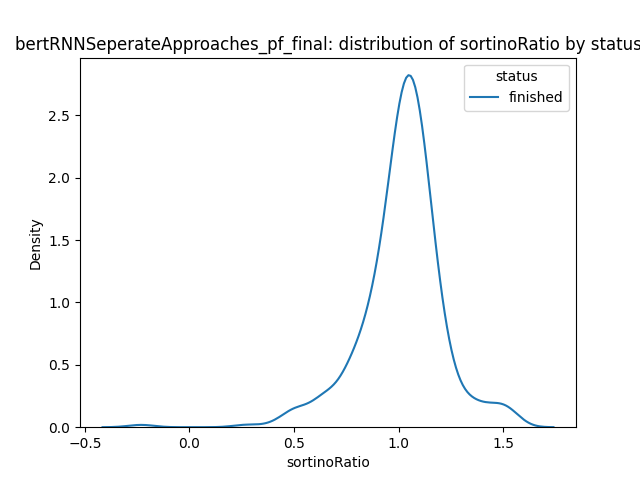 bertRNNSeperateApproaches_pf_final: distribution of sortinoRatio by status
status
finished
Density
2.5
2.0
1.5
1.0
0.5
0.0
−0.5 0.0 0.5 1.0 1.5
sortinoRatio